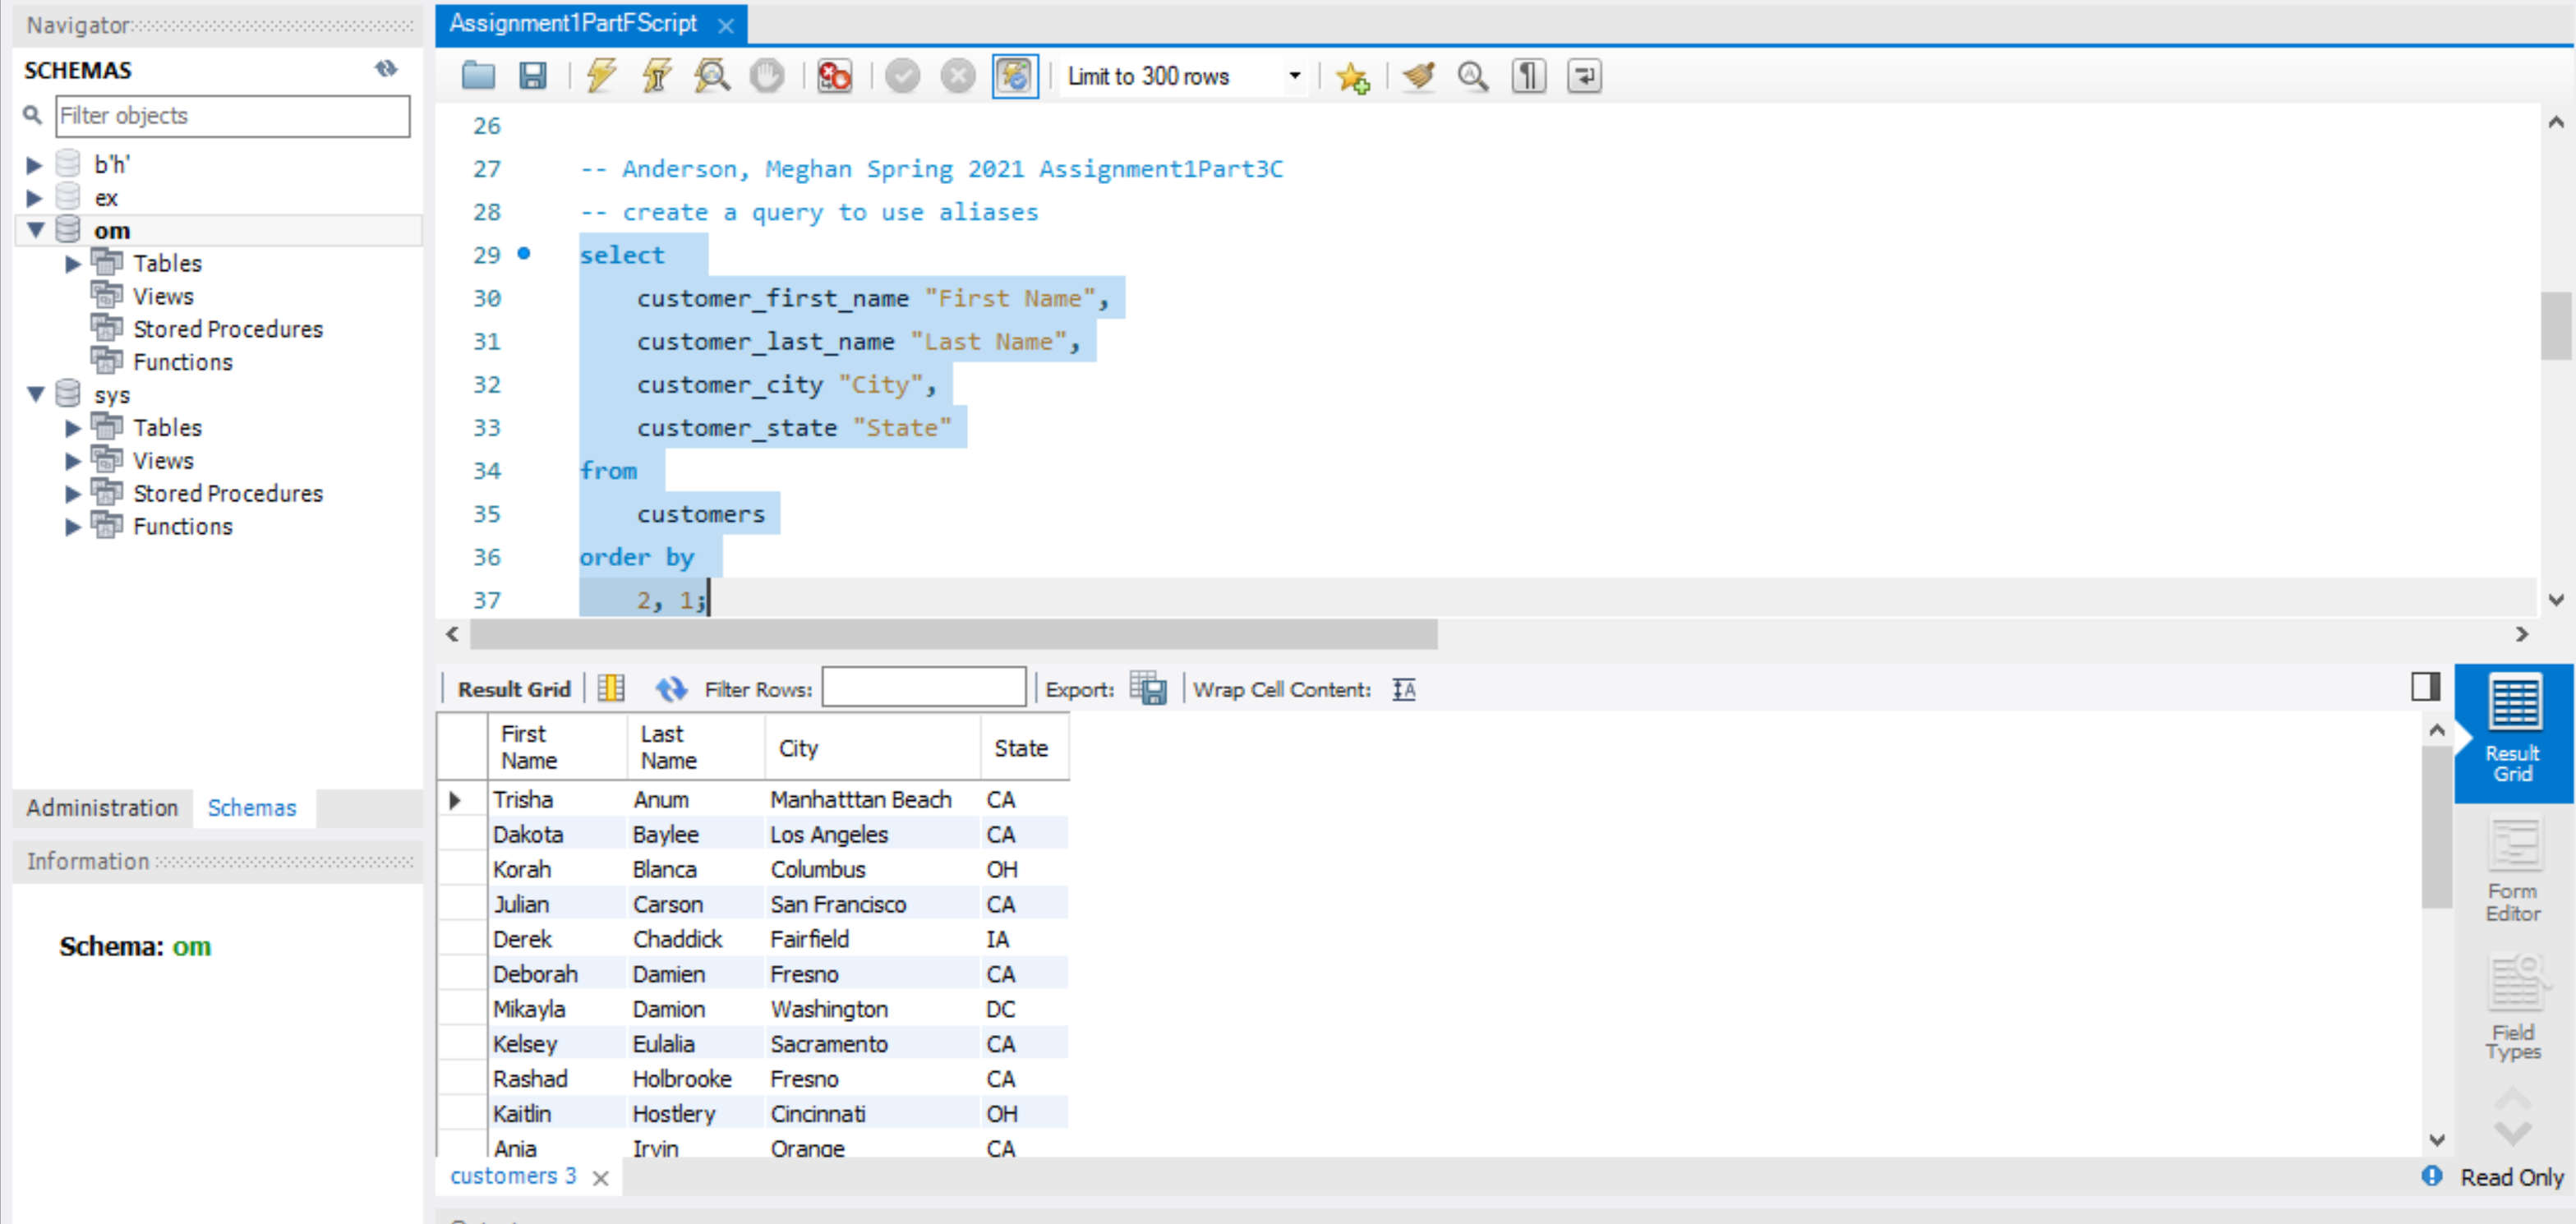 Navigator
SCHEMAS
Filter objects
b'h'
ex
om
Tables
Views
Stored Procedures
Functions
sys
Tables
Views
Stored Procedures
Functions
Administration Schemas
Information
Schema: om
Assignment1PartFScript
Limit to 300 rows
26
27 -- Anderson, Meghan Spring 2021 Assignment1Part3C
28 -- create a query to use aliases
29 select
30 customer_first_name "First Name",
31 customer_last_name "Last Name",
32 customer_city "City",
33 customer_state "State"
34 from
35 customers
36 order by
37 2, 1;
Result Grid Filter Rows: Export: Wrap Cell Content:
First Name Last Name City State
Trisha Anum Manhatttan Beach CA
Dakota Baylee Los Angeles CA
Korah Blanca Columbus OH
Julian Carson San Francisco CA
Derek Chaddick Fairfield IA
Deborah Damien Fresno CA
Mikayla Damion Washington DC
Kelsey Eulalia Sacramento CA
Rashad Holbrooke Fresno CA
Kaitlin Hostlery Cincinnati OH
Ania Irvin Orange CA
Result
Grid
Form
Editor
Field
Types
customers 3 Read Only